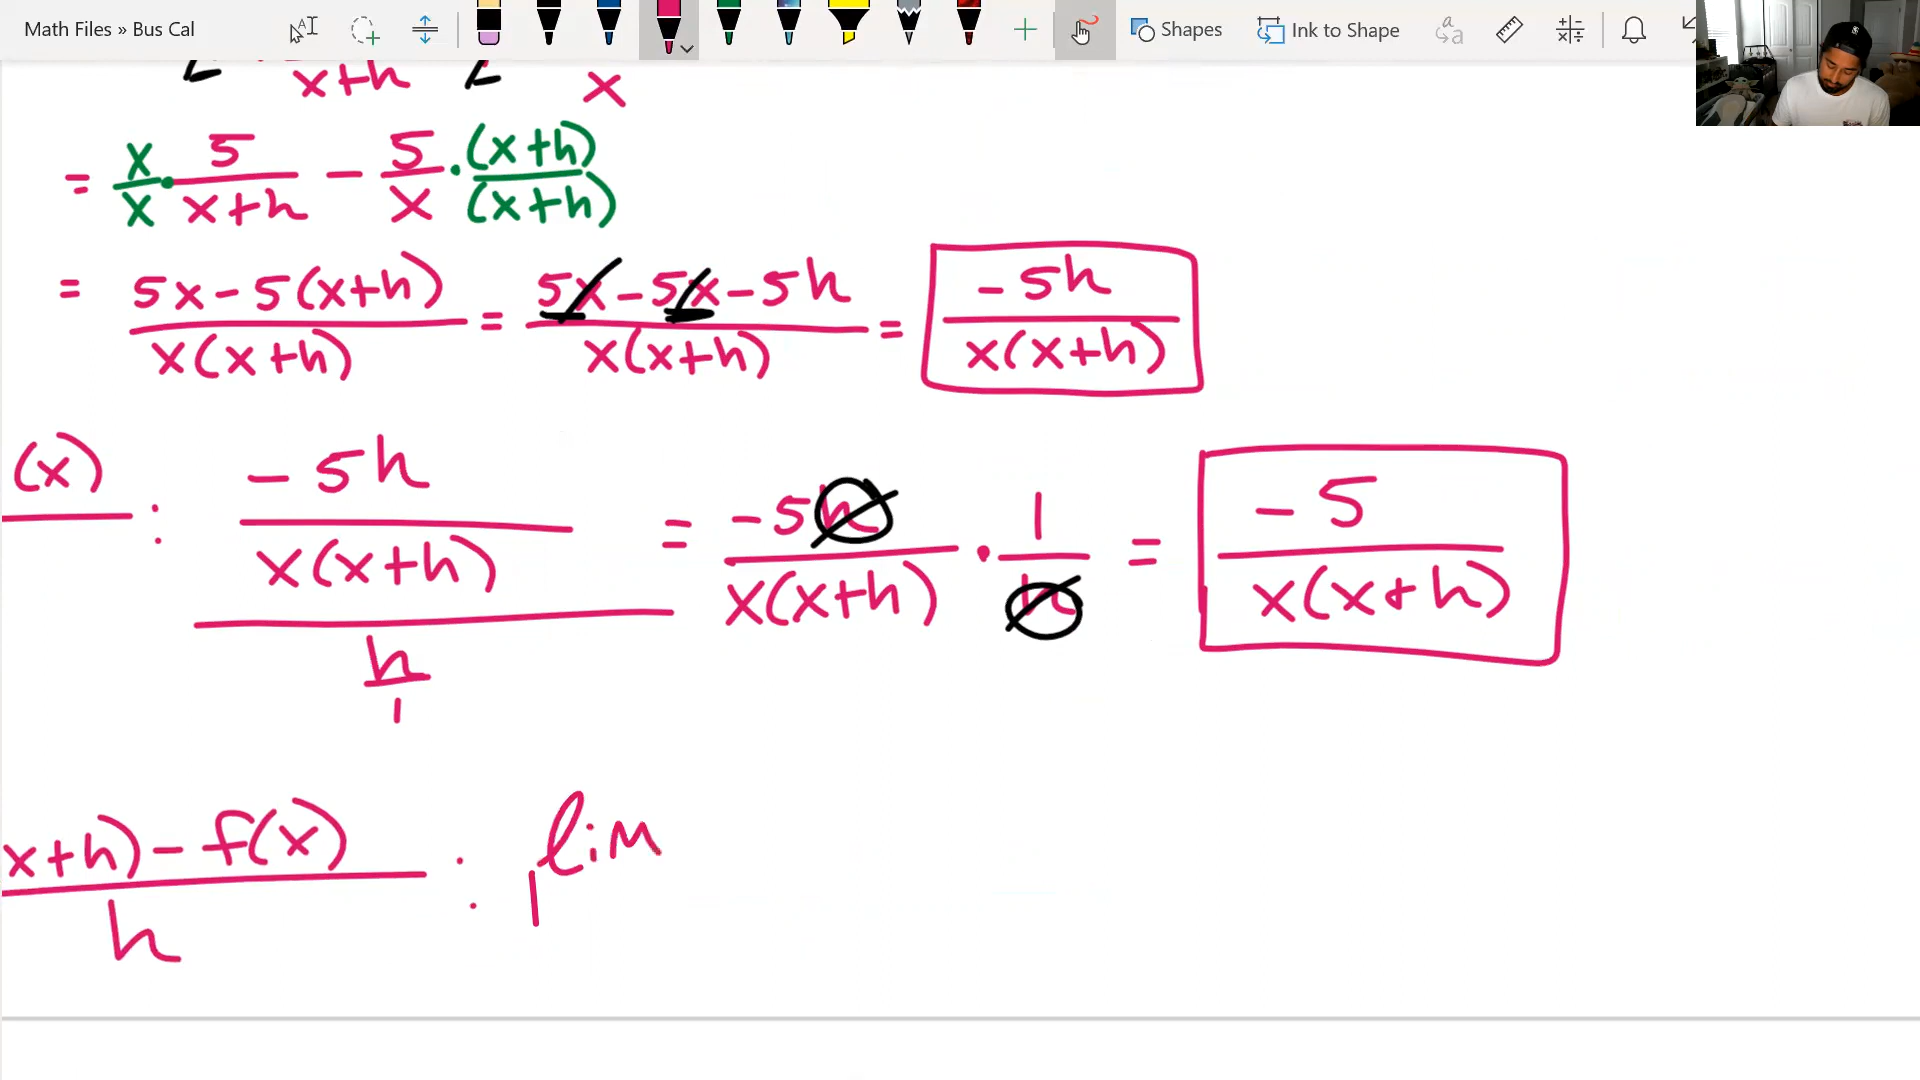 Math Files » Bus Cal
Shapes
Ink to Shape
x+h x
= x/x · 5/(x+h) - 5/x · (x+h)/(x+h)
= (5x-5(x+h))/(x(x+h)) = (5x-5x-5h)/(x(x+h)) = (-5h)/(x(x+h))
(x) : (-5h)/(x(x+h)) / (h/1) = (-5h)/(x(x+h)) · 1/h = (-5)/(x(x+h))
x+h)-f(x) / h : lim